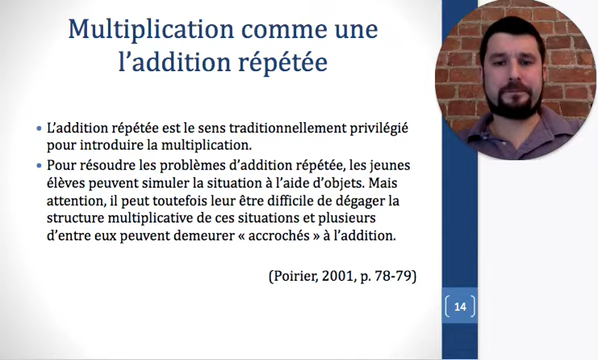 Multiplication comme une
l’addition répétée
• L’addition répétée est le sens traditionnellement privilégié
pour introduire la multiplication.
• Pour résoudre les problèmes d’addition répétée, les jeunes
élèves peuvent simuler la situation à l’aide d’objets. Mais
attention, il peut toutefois leur être difficile de dégager la
structure multiplicative de ces situations et plusieurs
d’entre eux peuvent demeurer « accrochés » à l’addition.
(Poirier, 2001, p. 78-79)
14